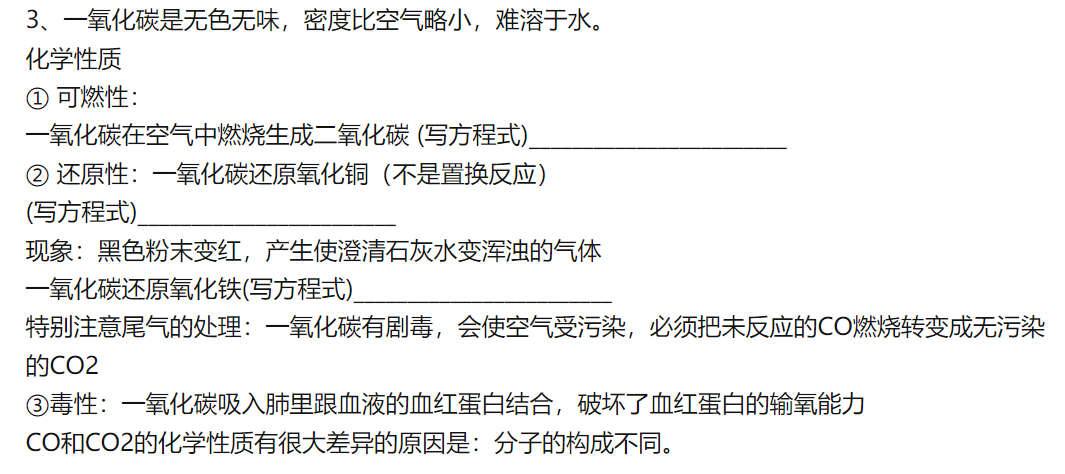 3、一氧化碳是无色无味，密度比空气略小，难溶于水。
化学性质
① 可燃性：
一氧化碳在空气中燃烧生成二氧化碳 (写方程式)________________________
② 还原性：一氧化碳还原氧化铜（不是置换反应）
(写方程式)________________________
现象：黑色粉末变红，产生使澄清石灰水变浑浊的气体
一氧化碳还原氧化铁(写方程式)________________________
特别注意尾气的处理：一氧化碳有剧毒，会使空气受污染，必须把未反应的CO燃烧转变成无污染
的CO2
③毒性：一氧化碳吸入肺里跟血液的血红蛋白结合，破坏了血红蛋白的输氧能力
CO和CO2的化学性质有很大差异的原因是：分子的构成不同。